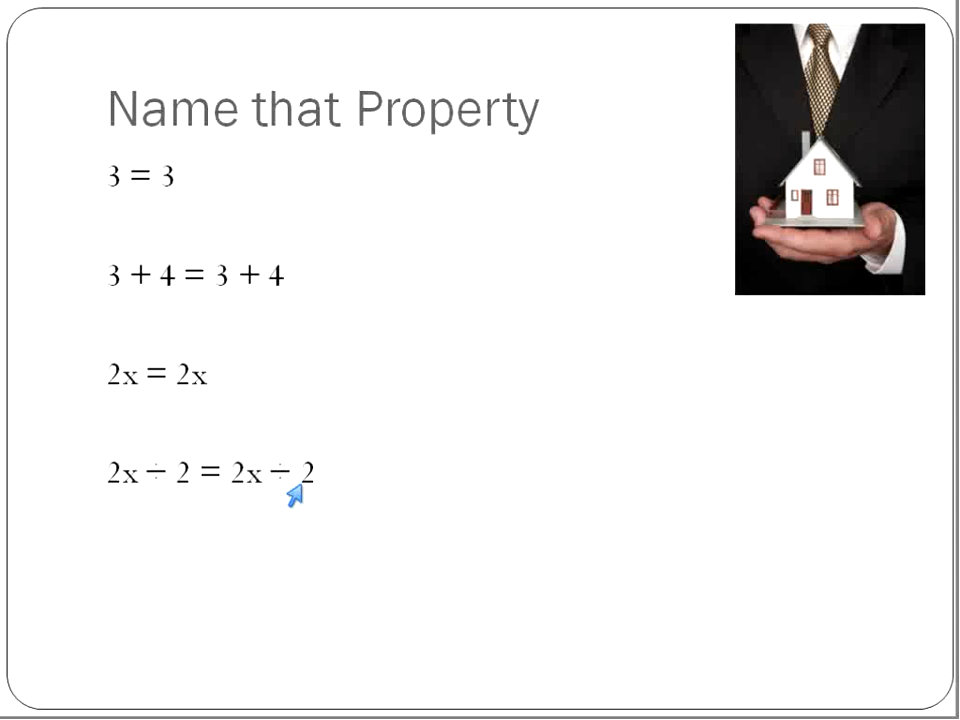 Name that Property
3 = 3
3 + 4 = 3 + 4
2x = 2x
2x ÷ 2 = 2x ÷ 2